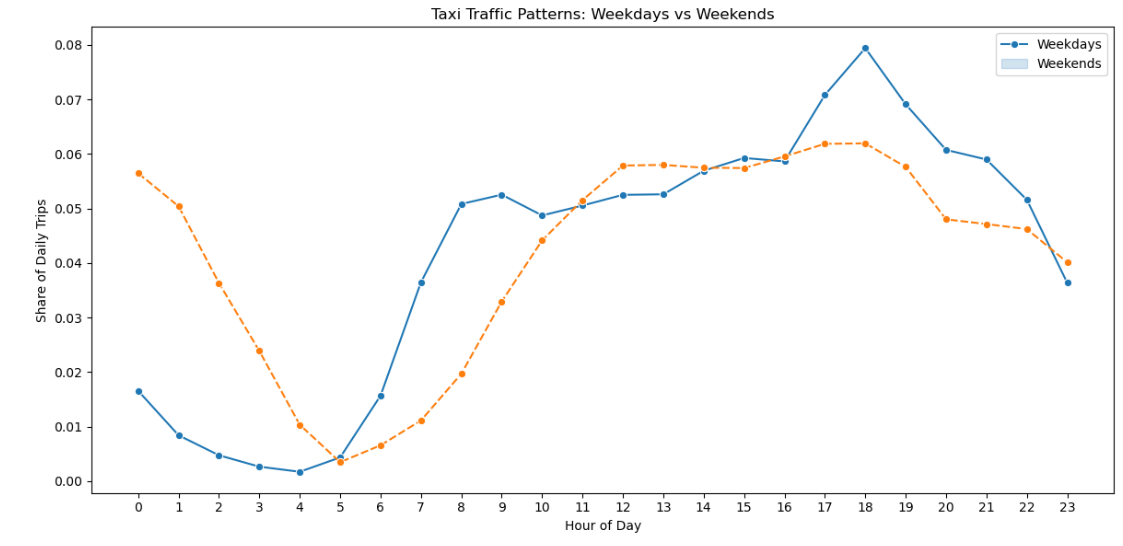 Taxi Traffic Patterns: Weekdays vs Weekends
Weekdays
Weekends
Share of Daily Trips
0.08
0.07
0.06
0.05
0.04
0.03
0.02
0.01
0.00
0 1 2 3 4 5 6 7 8 9 10 11 12 13 14 15 16 17 18 19 20 21 22 23
Hour of Day